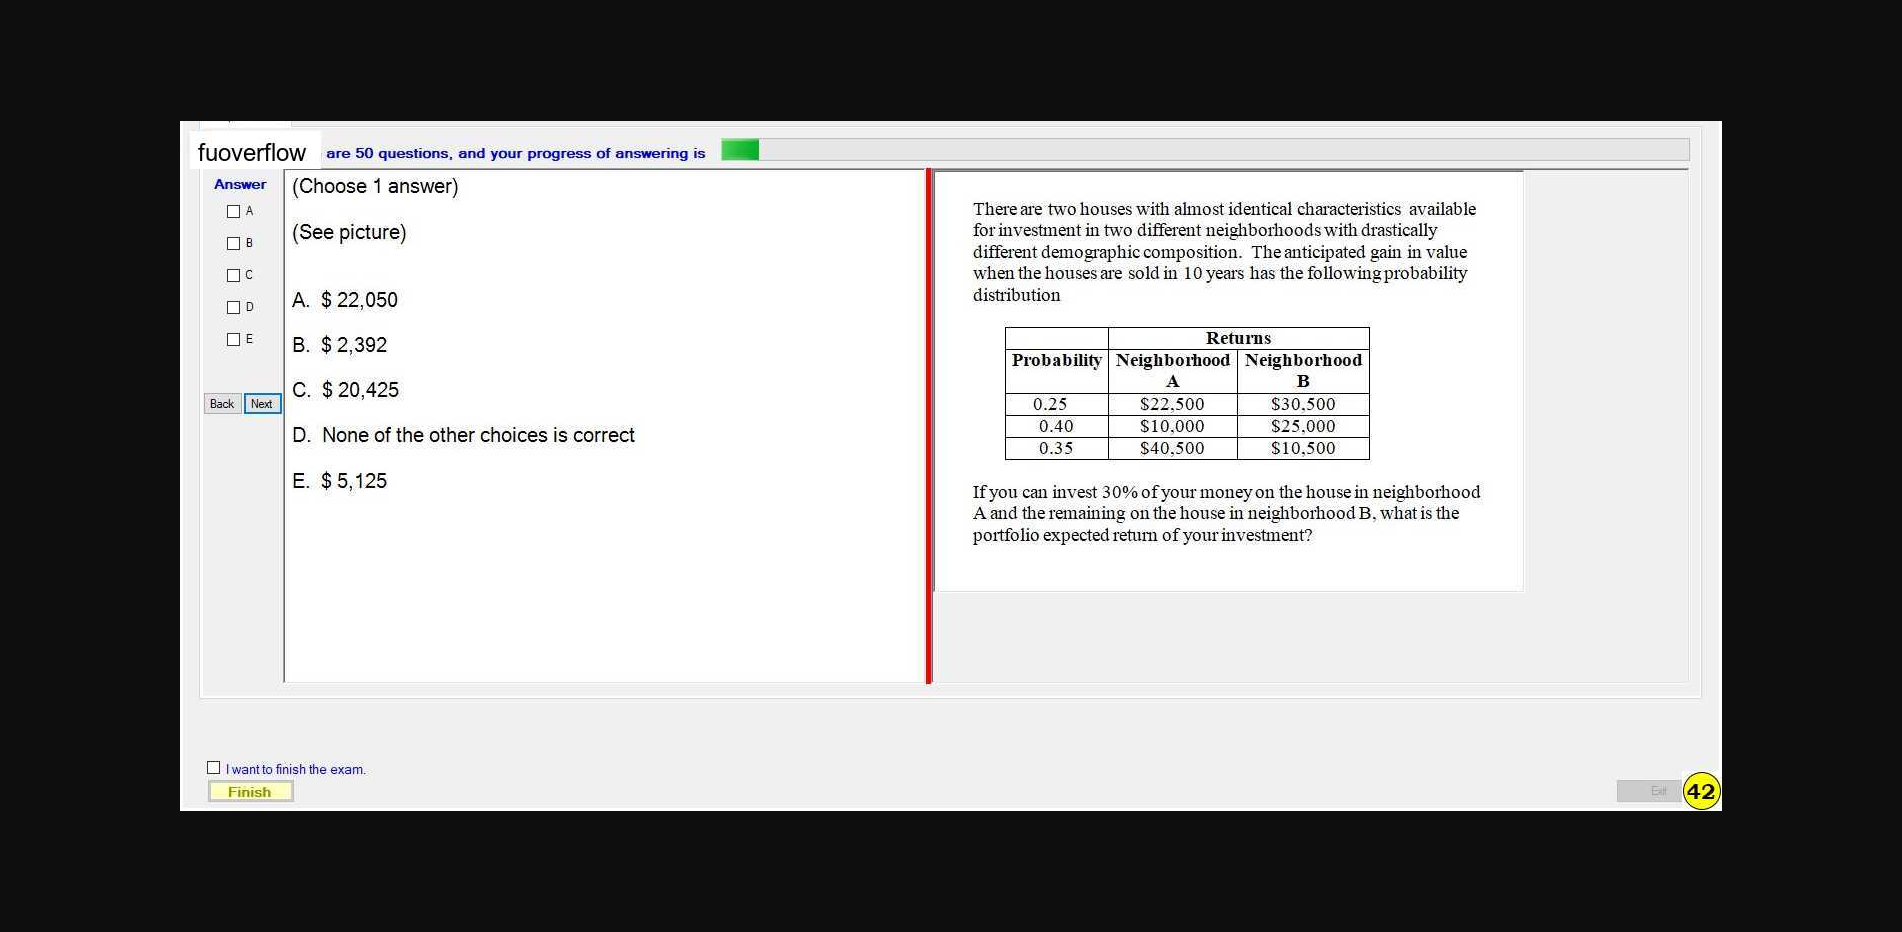 fuoverflow are 50 questions, and your progress of answering is
Answer
A
B
C
D
E
Back Next
(Choose 1 answer)
(See picture)
A. $ 22,050
B. $ 2,392
C. $ 20,425
D. None of the other choices is correct
E. $ 5,125
There are two houses with almost identical characteristics available
for investment in two different neighborhoods with drastically
different demographic composition. The anticipated gain in value
when the houses are sold in 10 years has the following probability
distribution
Returns
Probability Neighborhood Neighborhood
A B
0.25 $22,500 $30,500
0.40 $10,000 $25,000
0.35 $40,500 $10,500
If you can invest 30% of your money on the house in neighborhood
A and the remaining on the house in neighborhood B, what is the
portfolio expected return of your investment?
I want to finish the exam.
Finish
Exit 42